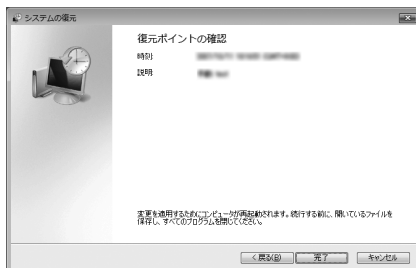 システムの復元
復元ポイントの確認
時刻:
説明:
変更を適用するためにコンピュータが再起動されます。続行する前に、開いているファイルを
保存し、すべてのプログラムを閉じてください。
< 戻る(B)
完了
キャンセル